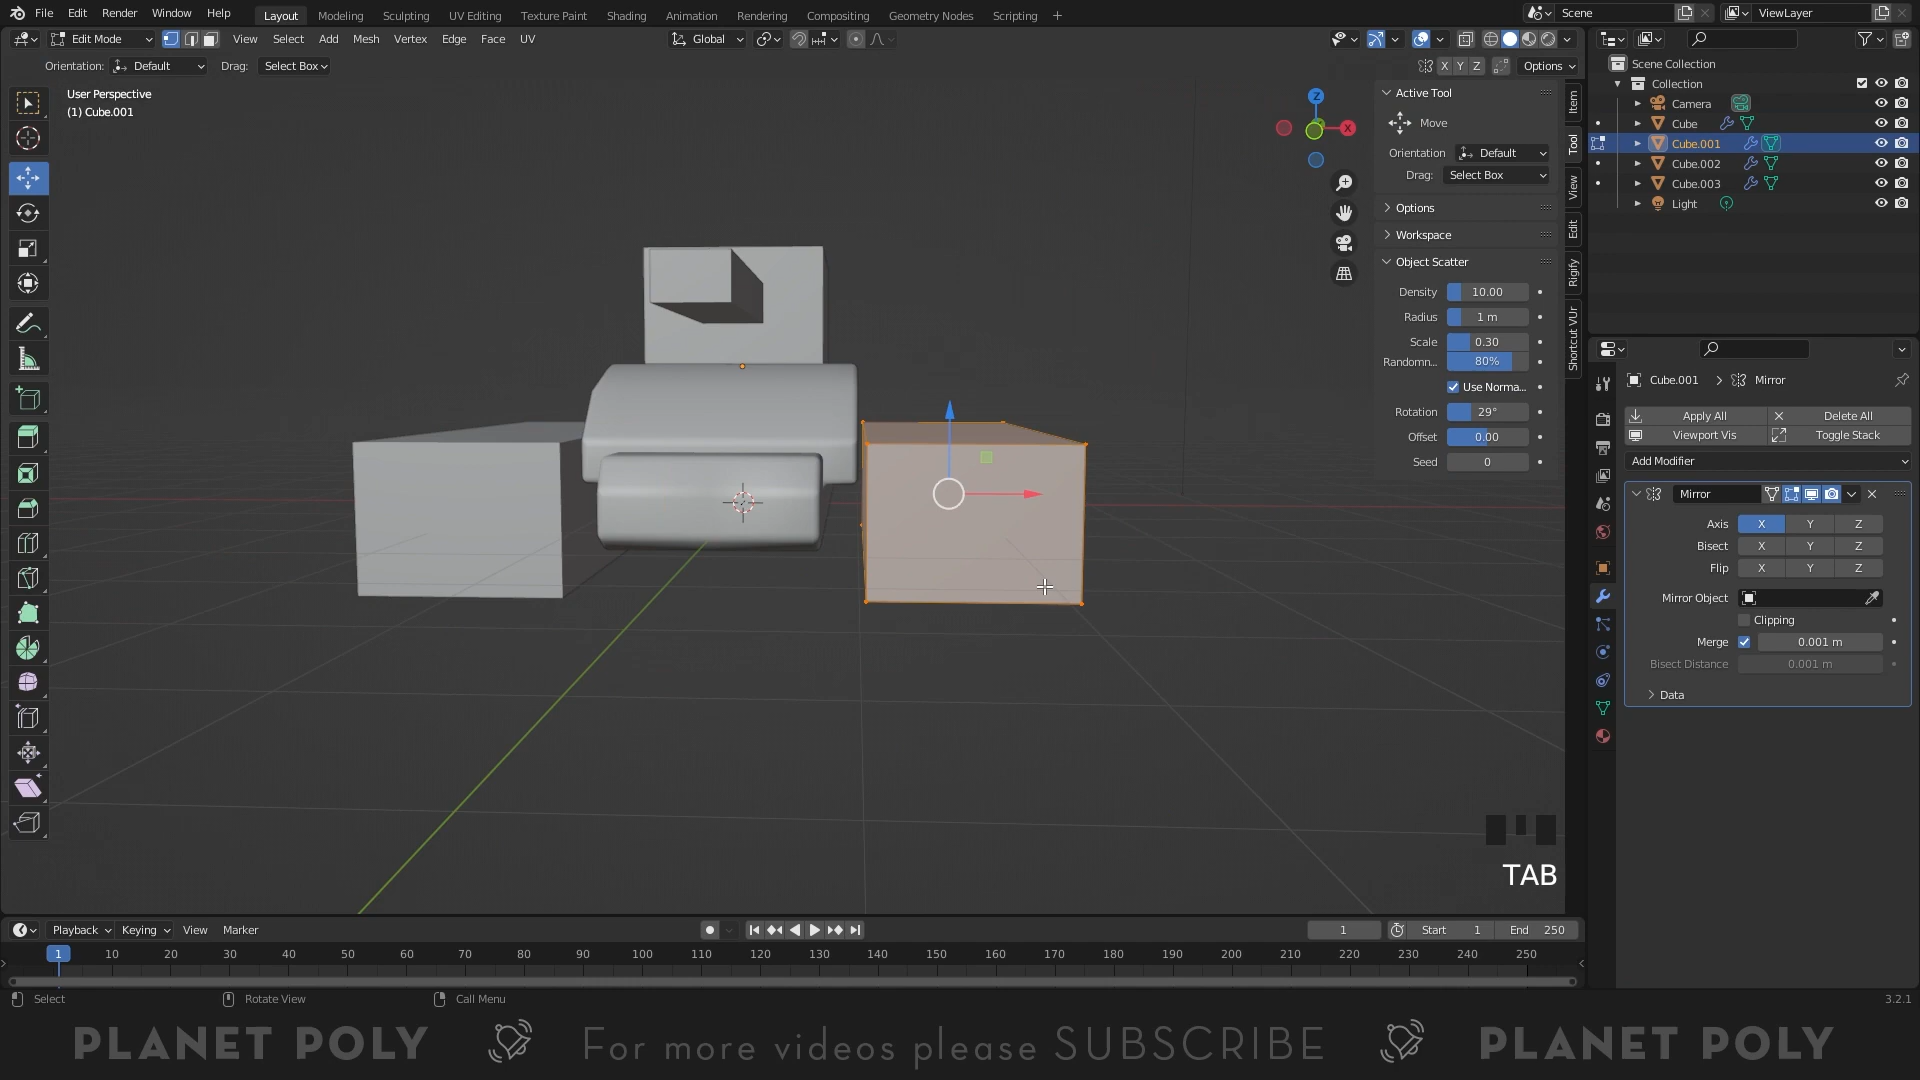 File Edit Render Window Help Layout Modeling Sculpting UV Editing Texture Paint Shading Animation Rendering Compositing Geometry Nodes Scripting + Scene ViewLayer
Edit Mode View Select Add Mesh Vertex Edge Face UV Global
Orientation: Default Drag: Select Box X Y Z Options
User Perspective
(1) Cube.001
Z
X
Active Tool
Move
Orientation Default
Drag: Select Box
Options
Workspace
Object Scatter
Density 10.00
Radius 1 m
Scale 0.30
Randomn... 80%
Use Norma...
Rotation 29°
Offset 0.00
Seed 0
Item
Tool
View
Edit
Rigify
Shortcut VUr
Scene Collection
Collection
Camera
Cube
Cube.001
Cube.002
Cube.003
Light
Cube.001 Mirror
Apply All Delete All
Viewport Vis Toggle Stack
Add Modifier
Mirror
Axis X Y Z
Bisect X Y Z
Flip X Y Z
Mirror Object
Clipping
Merge 0.001 m
Bisect Distance 0.001 m
Data
TAB
Playback Keying View Marker 1 Start 1 End 250
1 10 20 30 40 50 60 70 80 90 100 110 120 130 140 150 160 170 180 190 200 210 220 230 240 250
Select Rotate View Call Menu 3.2.1
PLANET POLY For more videos please SUBSCRIBE PLANET POLY